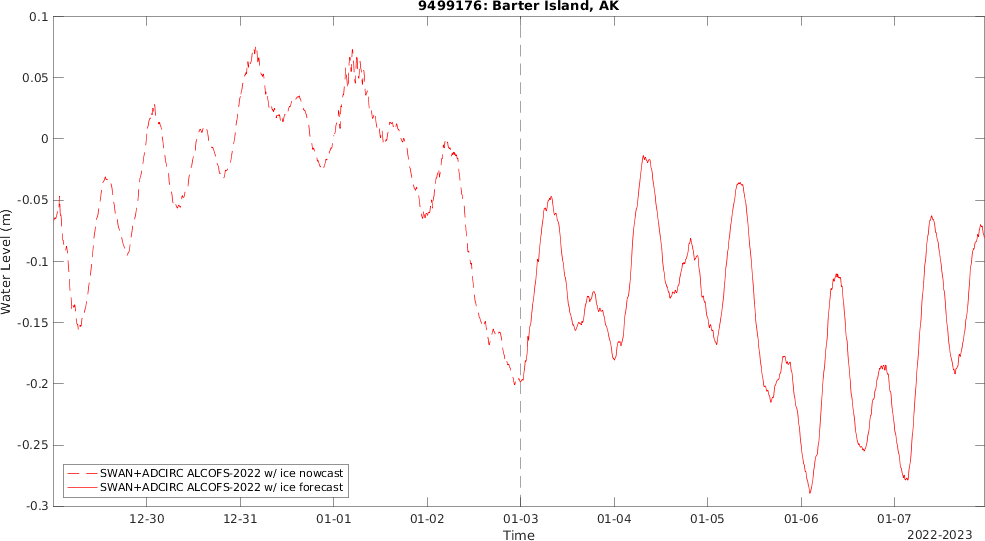 9499176: Barter Island, AK
0.1
0.05
0
-0.05
-0.1
-0.15
-0.2
-0.25
-0.3
Water Level (m)
SWAN+ADCIRC ALCOFS-2022 w/ ice nowcast
SWAN+ADCIRC ALCOFS-2022 w/ ice forecast
12-30 12-31 01-01 01-02 01-03 01-04 01-05 01-06 01-07
Time
2022-2023